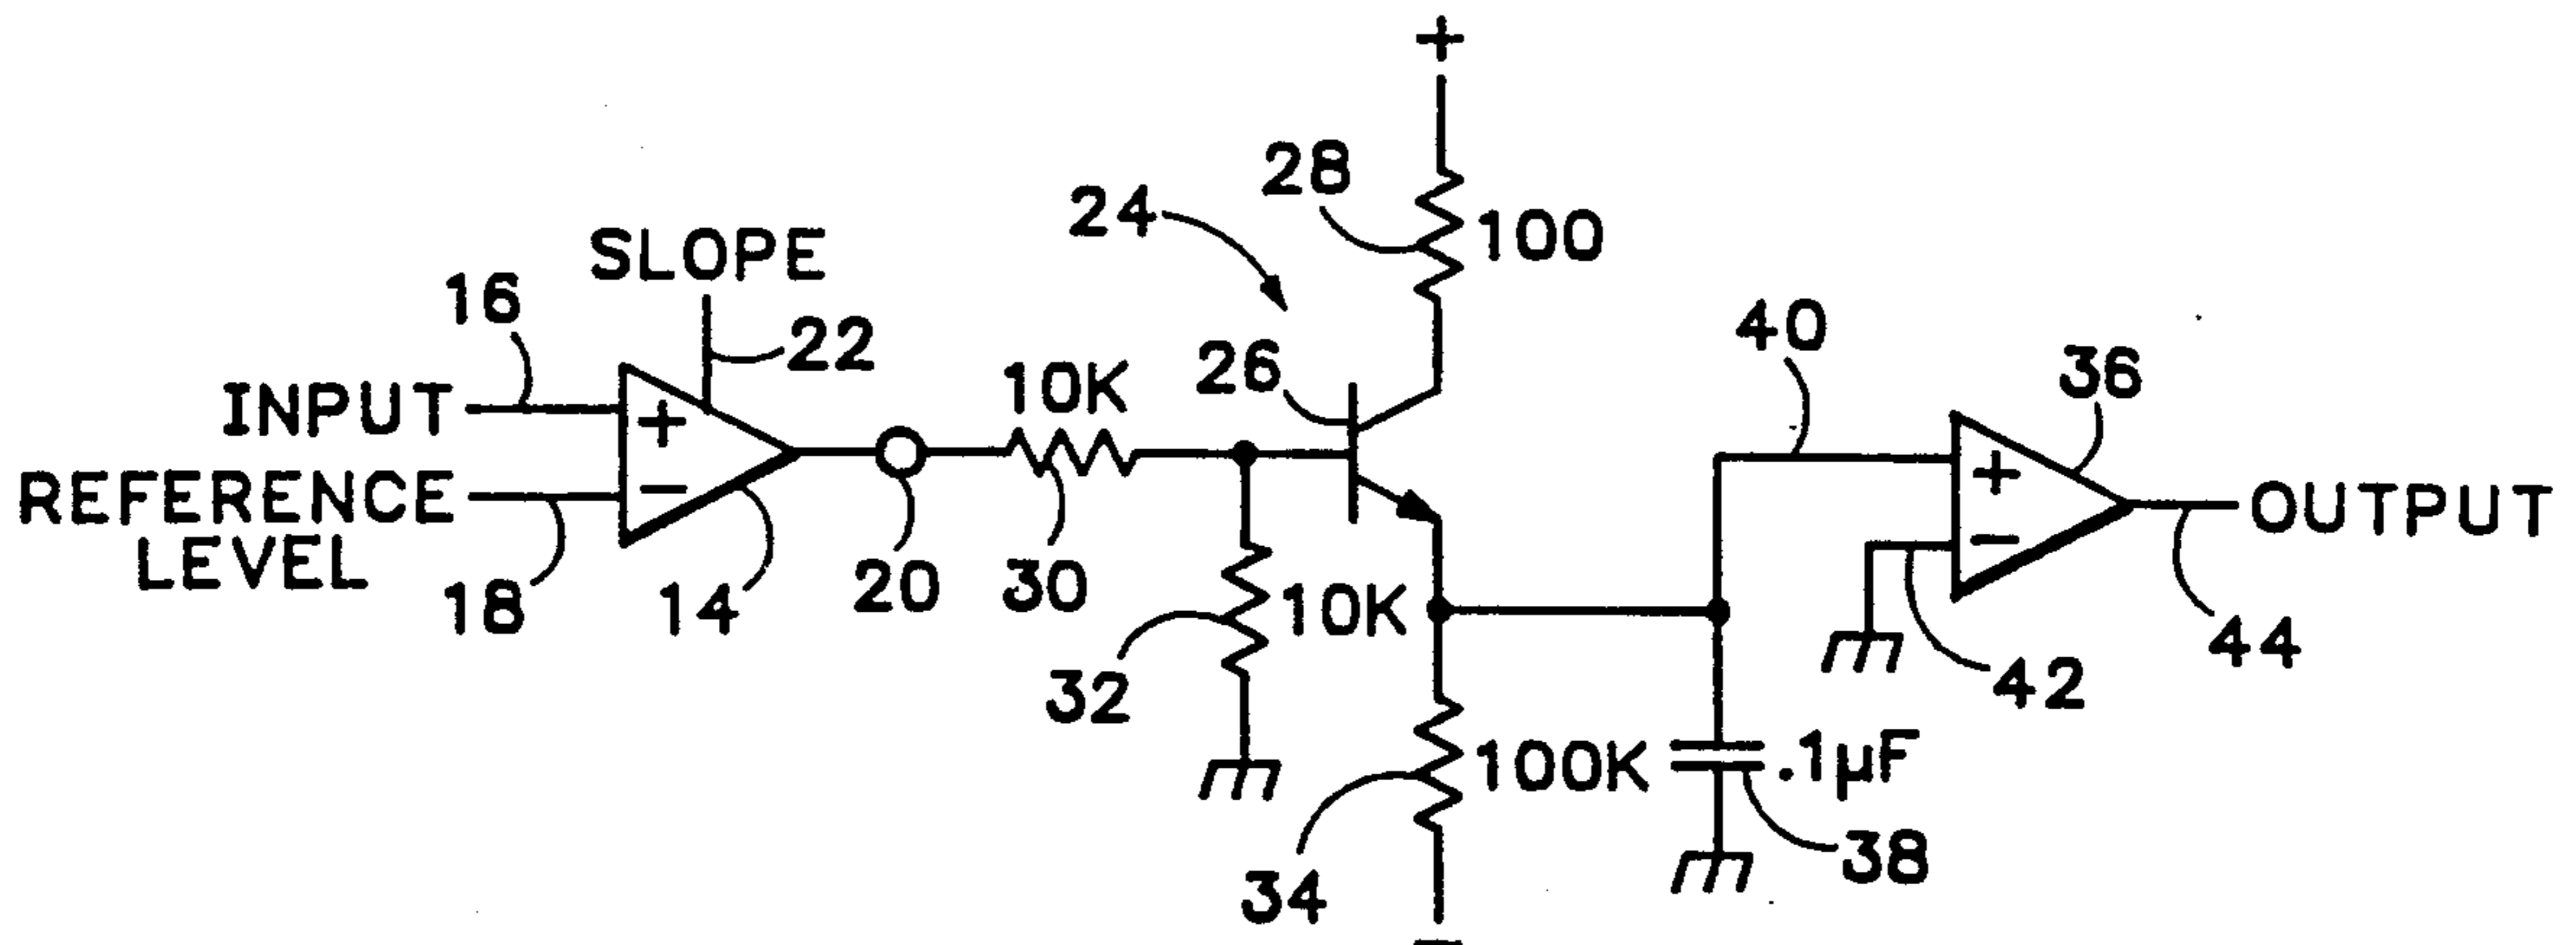 +
28
24
100
SLOPE
16
22
40
36
10K
26
INPUT
+
+
REFERENCE
LEVEL
−
−
OUTPUT
18
14
20
30
10K
32
42
44
100K
.1µF
38
34
−